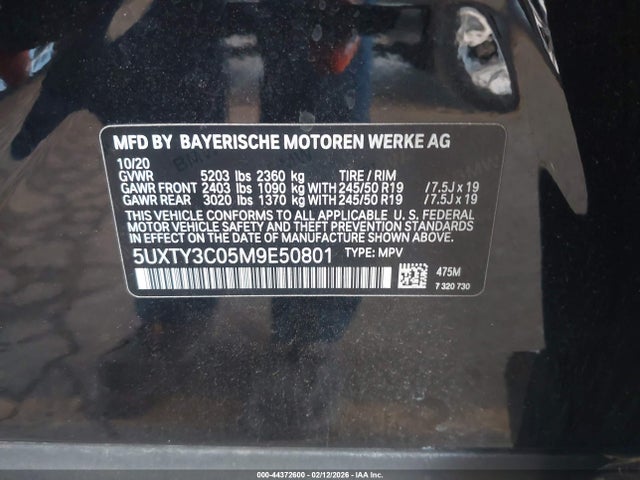 MFD BY BAYERISCHE MOTOREN WERKE AG
10/20
GVWR 5203 lbs 2360 kg TIRE / RIM
GAWR FRONT 2403 lbs 1090 kg WITH 245/50 R19 / 7.5J x 19
GAWR REAR 3020 lbs 1370 kg WITH 245/50 R19 / 7.5J x 19
THIS VEHICLE CONFORMS TO ALL APPLICABLE U. S. FEDERAL
MOTOR VEHICLE SAFETY AND THEFT PREVENTION STANDARDS
IN EFFECT ON THE DATE OF MANUFACTURE SHOWN ABOVE.
5UXTY3C05M9E50801 TYPE: MPV
475M
7 320 730
000-44372600 - 02/12/2026 - IAA Inc.